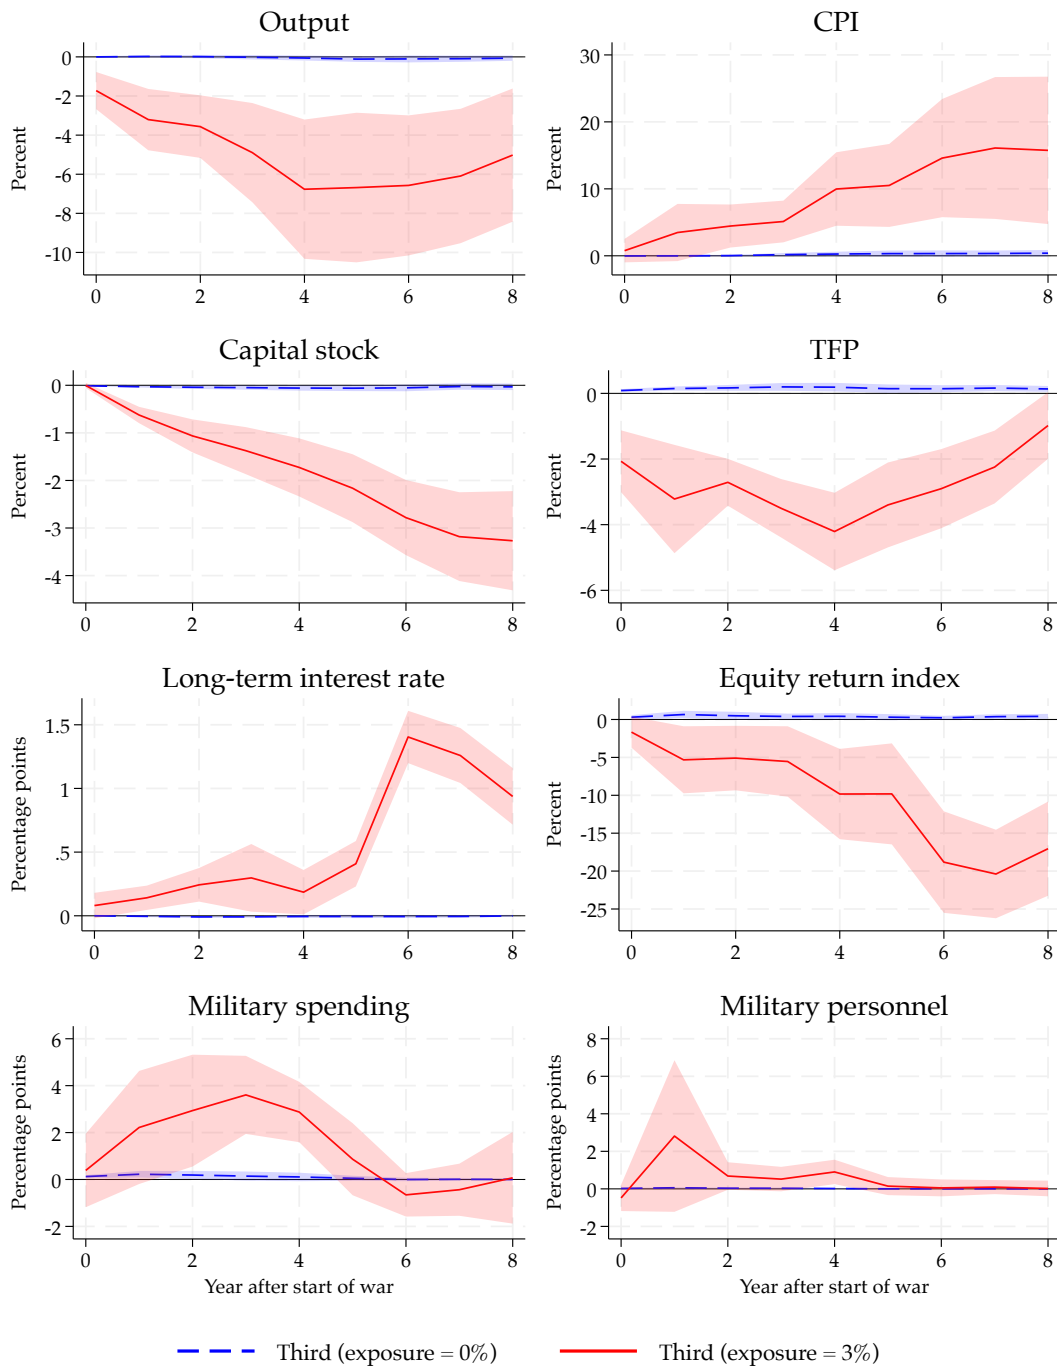 Output
Percent
0
-2
-4
-6
-8
-10
0 2 4 6 8
CPI
Percent
30
20
10
0
0 2 4 6 8
Capital stock
Percent
0
-1
-2
-3
-4
0 2 4 6 8
TFP
Percent
0
-2
-4
-6
0 2 4 6 8
Long-term interest rate
Percentage points
1.5
1
.5
0
0 2 4 6 8
Equity return index
Percent
0
-5
-10
-15
-20
-25
0 2 4 6 8
Military spending
Percentage points
6
4
2
0
-2
0 2 4 6 8
Year after start of war
Military personnel
Percentage points
8
6
4
2
0
-2
0 2 4 6 8
Year after start of war
Third (exposure = 0%) Third (exposure = 3%)